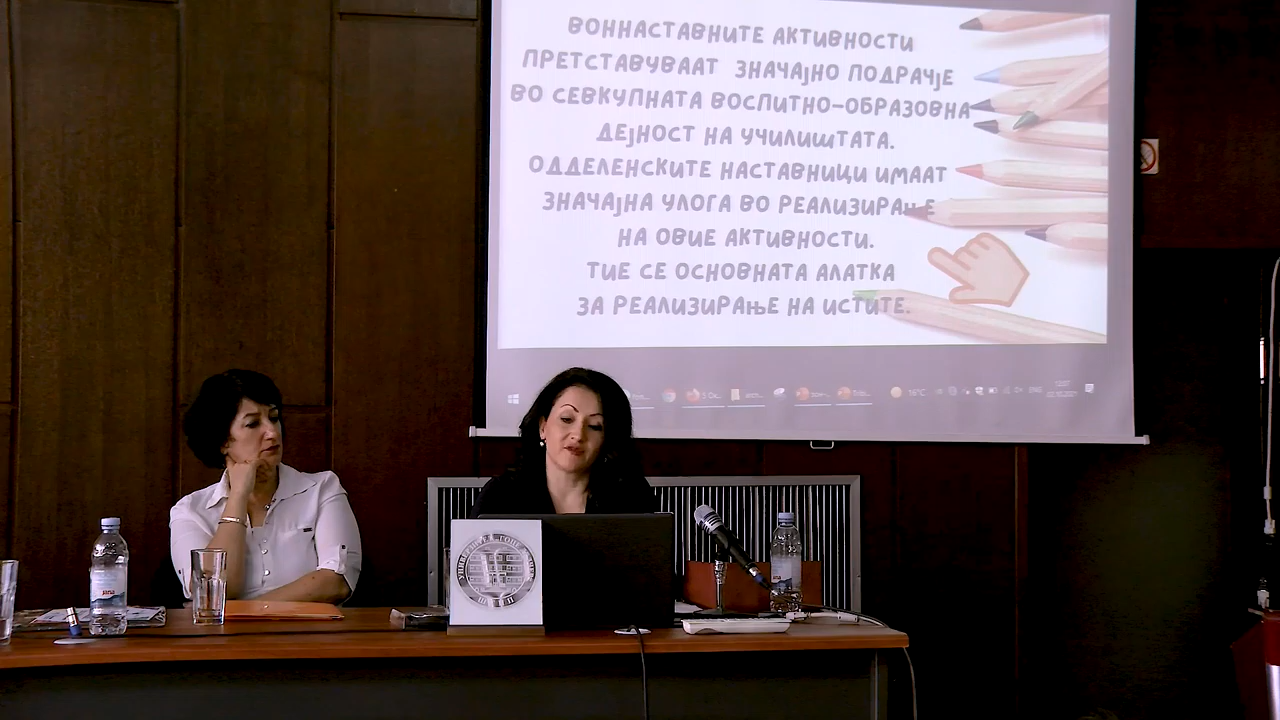 ВОННАСТАВНИТЕ АКТИВНОСТИ
ПРЕТСТАВУВААТ ЗНАЧАЈНО ПОДРАЧЈЕ
ВО СЕВКУПНАТА ВОСПИТНО-ОБРАЗОВНА
ДЕЈНОСТ НА УЧИЛИШТАТА.
ОДДЕЛЕНСКИТЕ НАСТАВНИЦИ ИМААТ
ЗНАЧАЈНА УЛОГА ВО РЕАЛИЗИРАЊЕ
НА ОВИЕ АКТИВНОСТИ.
ТИЕ СЕ ОСНОВНАТА АЛАТКА
ЗА РЕАЛИЗИРАЊЕ НА ИСТИТЕ.
16°C